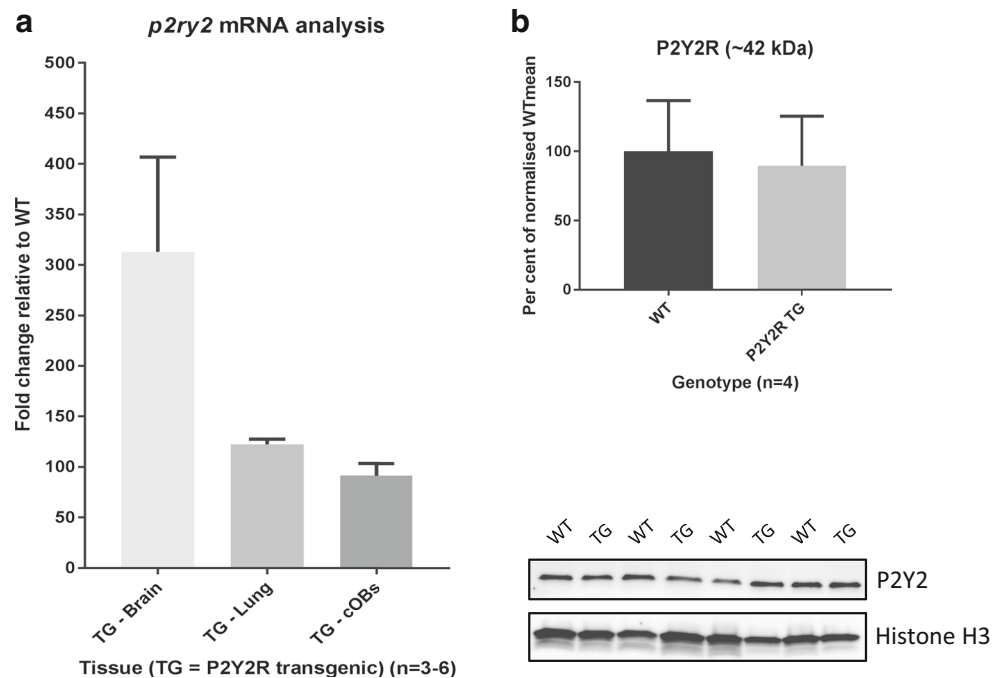 a
p2ry2 mRNA analysis
Fold change relative to WT
500
450
400
350
300
250
200
150
100
50
0
TG - Brain
TG - Lung
TG - cOBs
Tissue (TG = P2Y2R transgenic) (n=3-6)
b
P2Y2R (~42 kDa)
Per cent of normalised WTmean
150
100
50
0
WT
P2Y2R TG
Genotype (n=4)
WT TG WT TG WT TG WT TG
P2Y2
Histone H3